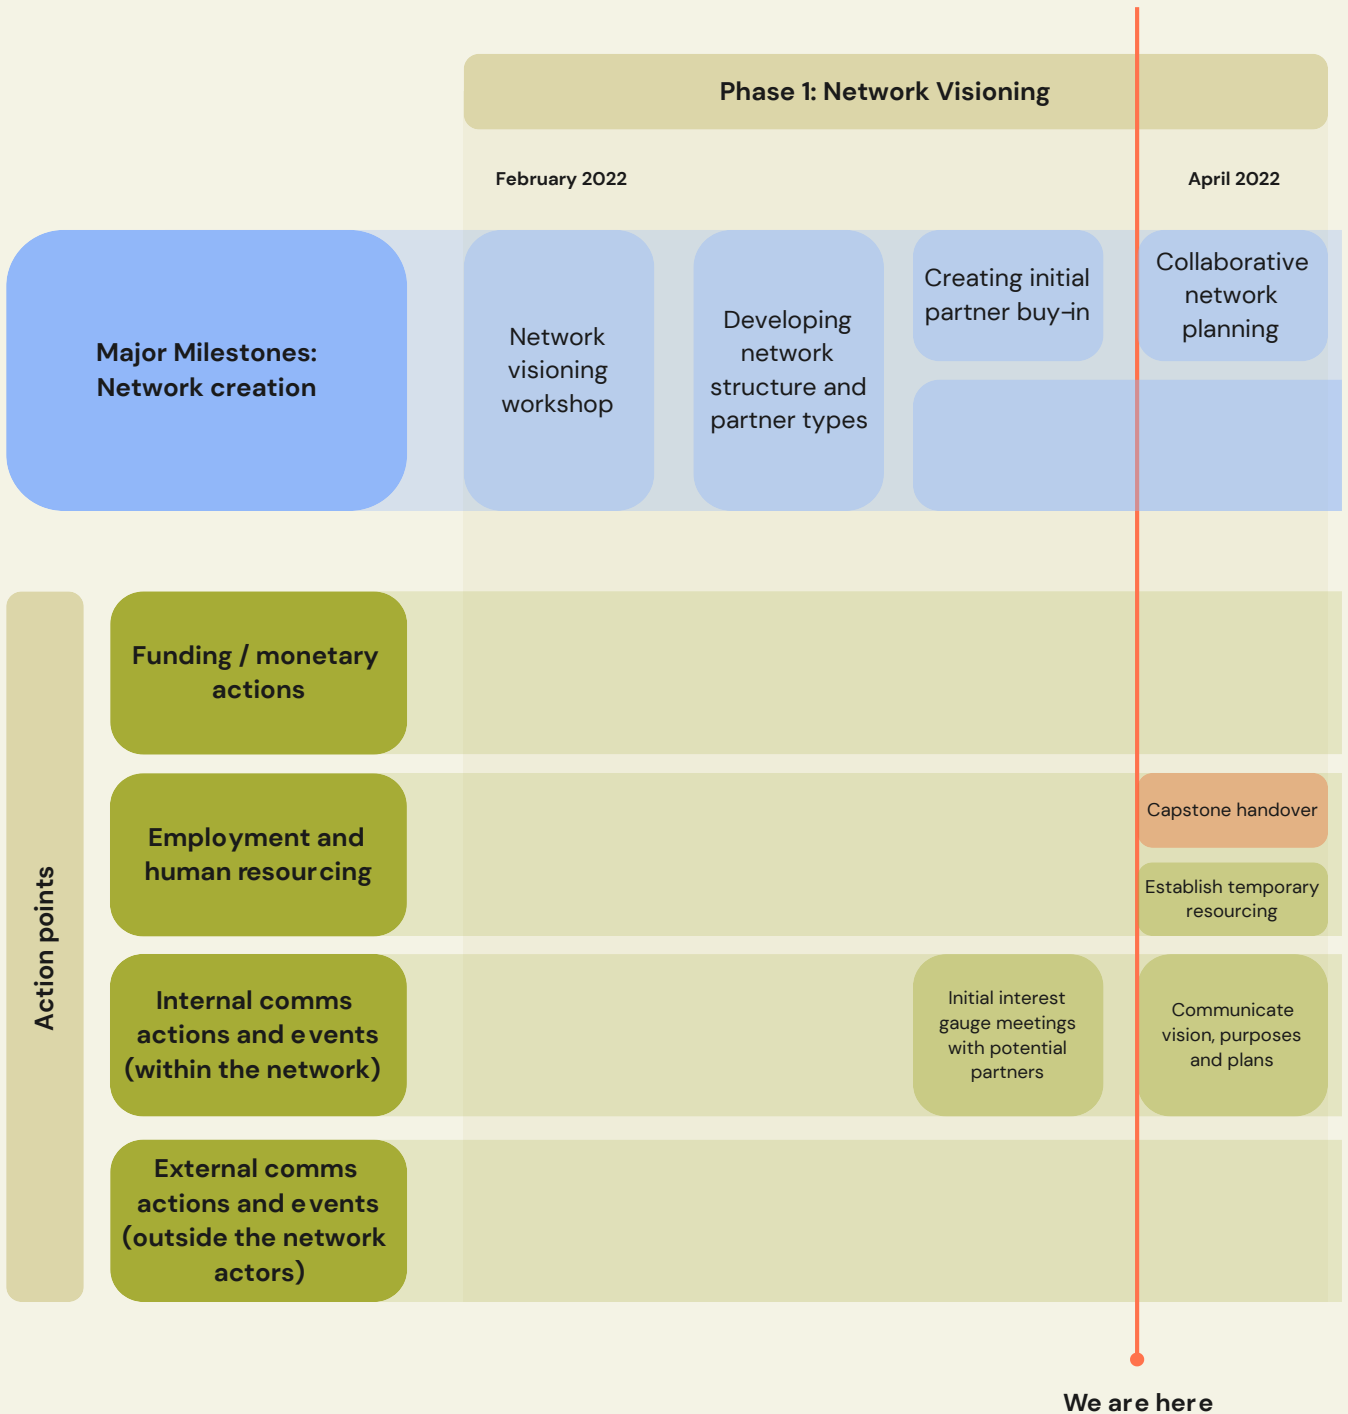 Phase 1: Network Visioning
February 2022
April 2022
Major Milestones:
Network creation
Network
visioning
workshop
Developing
network
structure and
partner types
Creating initial
partner buy-in
Collaborative
network
planning
Action points
Funding / monetary
actions
Employment and
human resourcing
Capstone handover
Establish temporary
resourcing
Internal comms
actions and events
(within the network)
Initial interest
gauge meetings
with potential
partners
Communicate
vision, purposes
and plans
External comms
actions and events
(outside the network
actors)
We are here